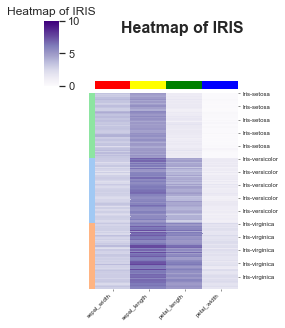 Heatmap of IRIS
Heatmap of IRIS
10
5
0
Iris-setosa
Iris-setosa
Iris-setosa
Iris-setosa
Iris-setosa
Iris-versicolor
Iris-versicolor
Iris-versicolor
Iris-versicolor
Iris-versicolor
Iris-virginica
Iris-virginica
Iris-virginica
Iris-virginica
Iris-virginica
sepal_width
sepal_length
petal_length
petal_width